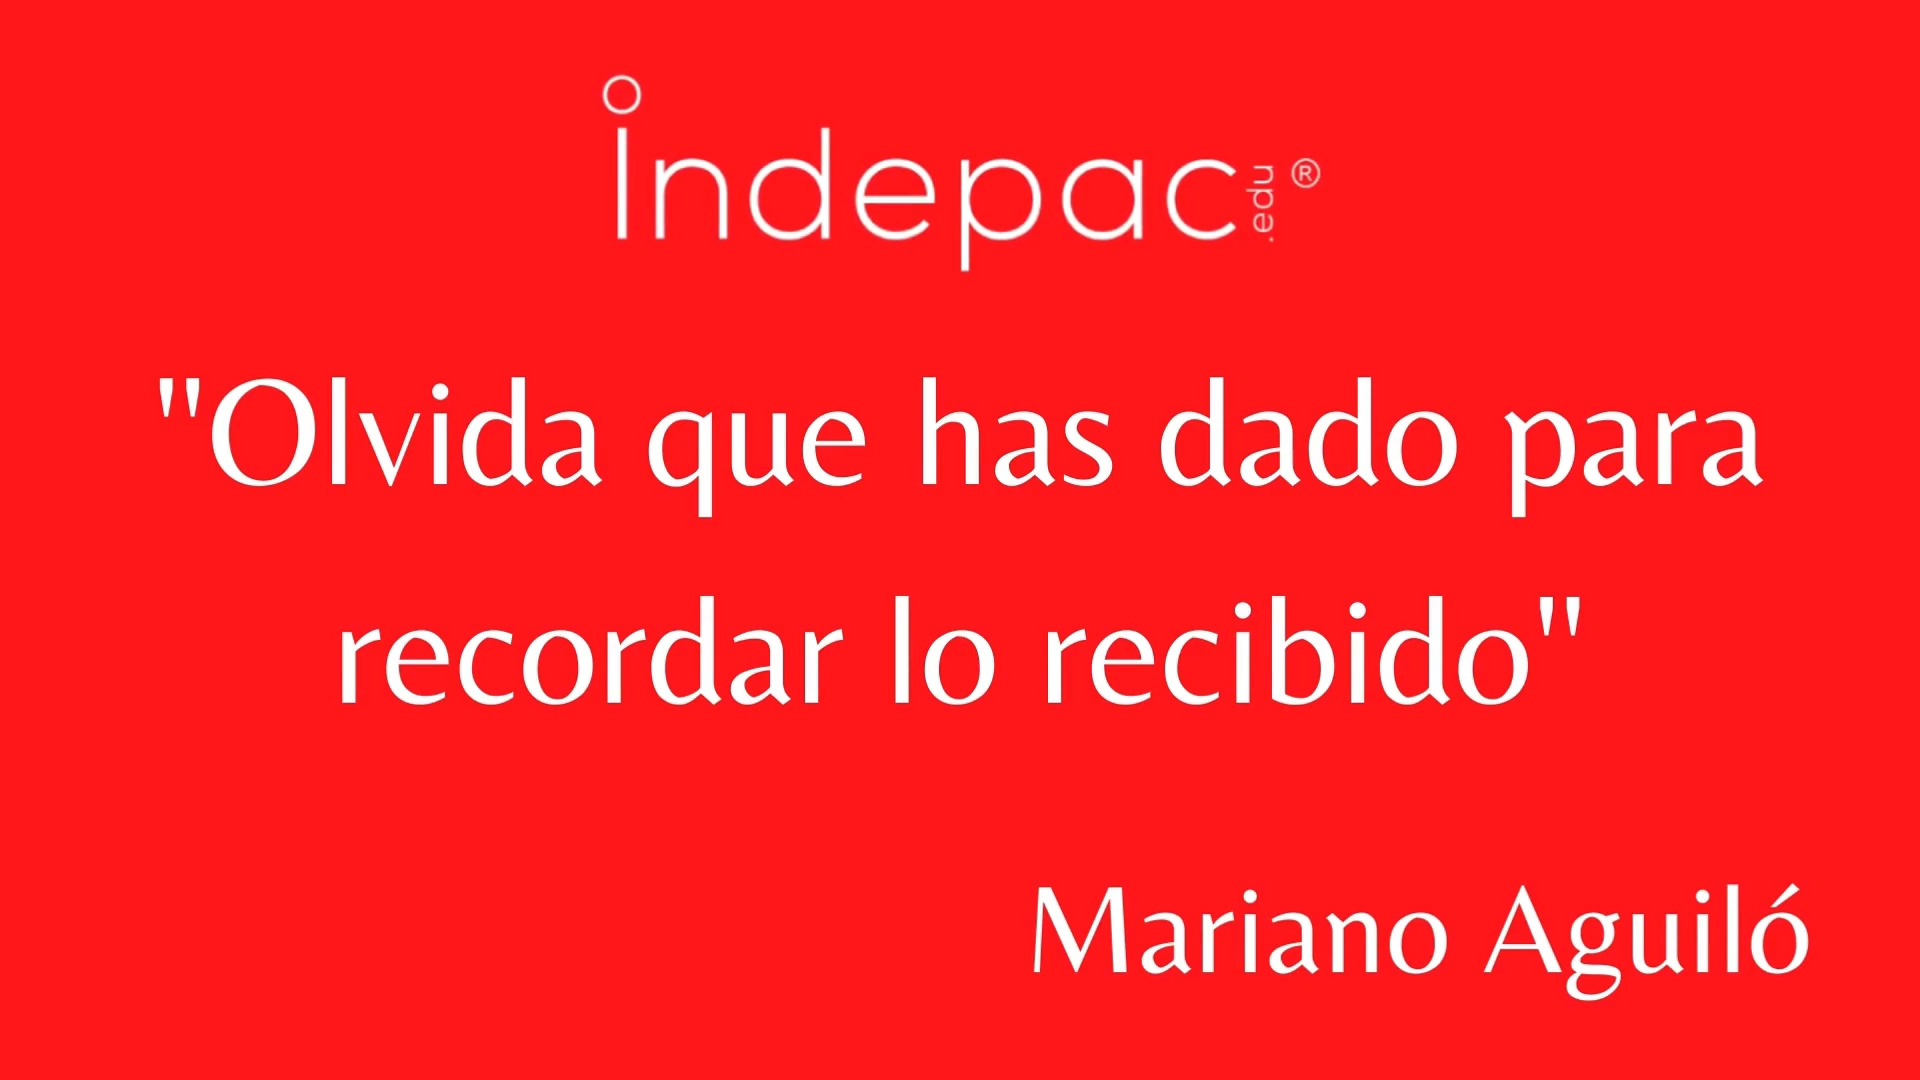 indepac.edu®
"Olvida que has dado para
recordar lo recibido"
Mariano Aguiló